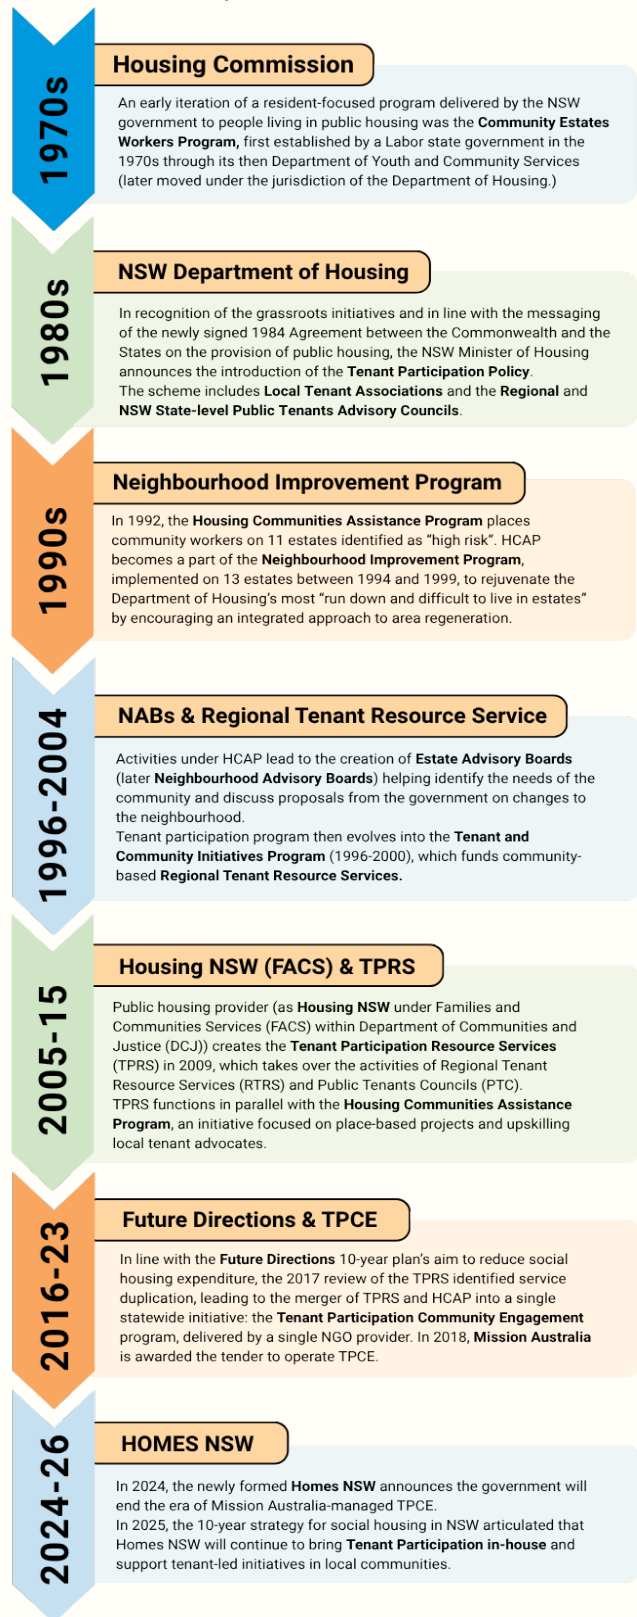 1970s
Housing Commission
An early iteration of a resident-focused program delivered by the NSW
government to people living in public housing was the Community Estates
Workers Program, first established by a Labor state government in the
1970s through its then Department of Youth and Community Services
(later moved under the jurisdiction of the Department of Housing.)
1980s
NSW Department of Housing
In recognition of the grassroots initiatives and in line with the messaging
of the newly signed 1984 Agreement between the Commonwealth and the
States on the provision of public housing, the NSW Minister of Housing
announces the introduction of the Tenant Participation Policy.
The scheme includes Local Tenant Associations and the Regional and
NSW State-level Public Tenants Advisory Councils.
1990s
Neighbourhood Improvement Program
In 1992, the Housing Communities Assistance Program places
community workers on 11 estates identified as “high risk”. HCAP
becomes a part of the Neighbourhood Improvement Program,
implemented on 13 estates between 1994 and 1999, to rejuvenate the
Department of Housing’s most “run down and difficult to live in estates”
by encouraging an integrated approach to area regeneration.
1996-2004
NABs & Regional Tenant Resource Service
Activities under HCAP lead to the creation of Estate Advisory Boards
(later Neighbourhood Advisory Boards) helping identify the needs of the
community and discuss proposals from the government on changes to
the neighbourhood.
Tenant participation program then evolves into the Tenant and
Community Initiatives Program (1996-2000), which funds community-
based Regional Tenant Resource Services.
2005-15
Housing NSW (FACS) & TPRS
Public housing provider (as Housing NSW under Families and
Communities Services (FACS) within Department of Communities and
Justice (DCJ)) creates the Tenant Participation Resource Services
(TPRS) in 2009, which takes over the activities of Regional Tenant
Resource Services (RTRS) and Public Tenants Councils (PTC).
TPRS functions in parallel with the Housing Communities Assistance
Program, an initiative focused on place-based projects and upskilling
local tenant advocates.
2016-23
Future Directions & TPCE
In line with the Future Directions 10-year plan’s aim to reduce social
housing expenditure, the 2017 review of the TPRS identified service
duplication, leading to the merger of TPRS and HCAP into a single
statewide initiative: the Tenant Participation Community Engagement
program, delivered by a single NGO provider. In 2018, Mission Australia
is awarded the tender to operate TPCE.
2024-26
HOMES NSW
In 2024, the newly formed Homes NSW announces the government will
end the era of Mission Australia-managed TPCE.
In 2025, the 10-year strategy for social housing in NSW articulated that
Homes NSW will continue to bring Tenant Participation in-house and
support tenant-led initiatives in local communities.